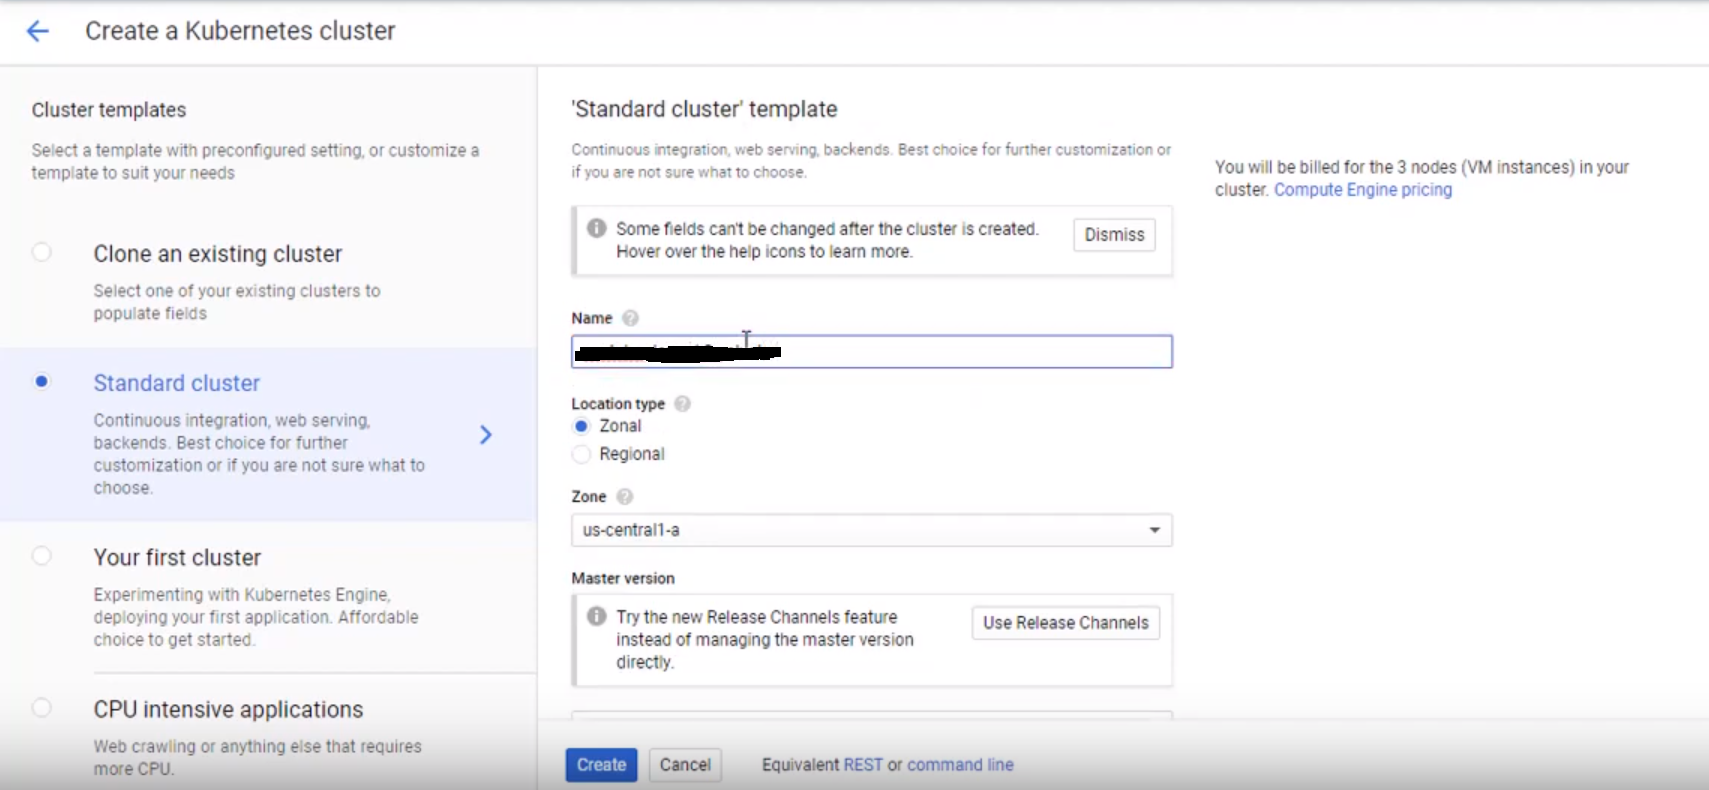 Create a Kubernetes cluster
Cluster templates
Select a template with preconfigured setting, or customize a
template to suit your needs
Clone an existing cluster
Select one of your existing clusters to
populate fields
Standard cluster
Continuous integration, web serving,
backends. Best choice for further
customization or if you are not sure what to
choose.
Your first cluster
Experimenting with Kubernetes Engine,
deploying your first application. Affordable
choice to get started.
CPU intensive applications
Web crawling or anything else that requires
more CPU.
'Standard cluster' template
Continuous integration, web serving, backends. Best choice for further customization or
if you are not sure what to choose.
Some fields can't be changed after the cluster is created.
Hover over the help icons to learn more.
Dismiss
Name
Location type
Zonal
Regional
Zone
us-central1-a
Master version
Try the new Release Channels feature
instead of managing the master version
directly.
Use Release Channels
Create
Cancel
Equivalent REST or command line
You will be billed for the 3 nodes (VM instances) in your
cluster. Compute Engine pricing